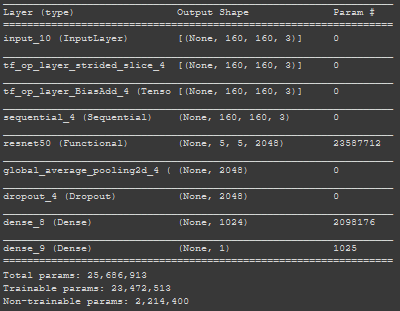 Layer (type) Output Shape Param #
input_10 (InputLayer) [(None, 160, 160, 3)] 0
tf_op_layer_strided_slice_4 [(None, 160, 160, 3)] 0
tf_op_layer_BiasAdd_4 (Tenso [(None, 160, 160, 3)] 0
sequential_4 (Sequential) (None, 160, 160, 3) 0
resnet50 (Functional) (None, 5, 5, 2048) 23587712
global_average_pooling2d_4 ( (None, 2048) 0
dropout_4 (Dropout) (None, 2048) 0
dense_8 (Dense) (None, 1024) 2098176
dense_9 (Dense) (None, 1) 1025
Total params: 25,686,913
Trainable params: 23,472,513
Non-trainable params: 2,214,400